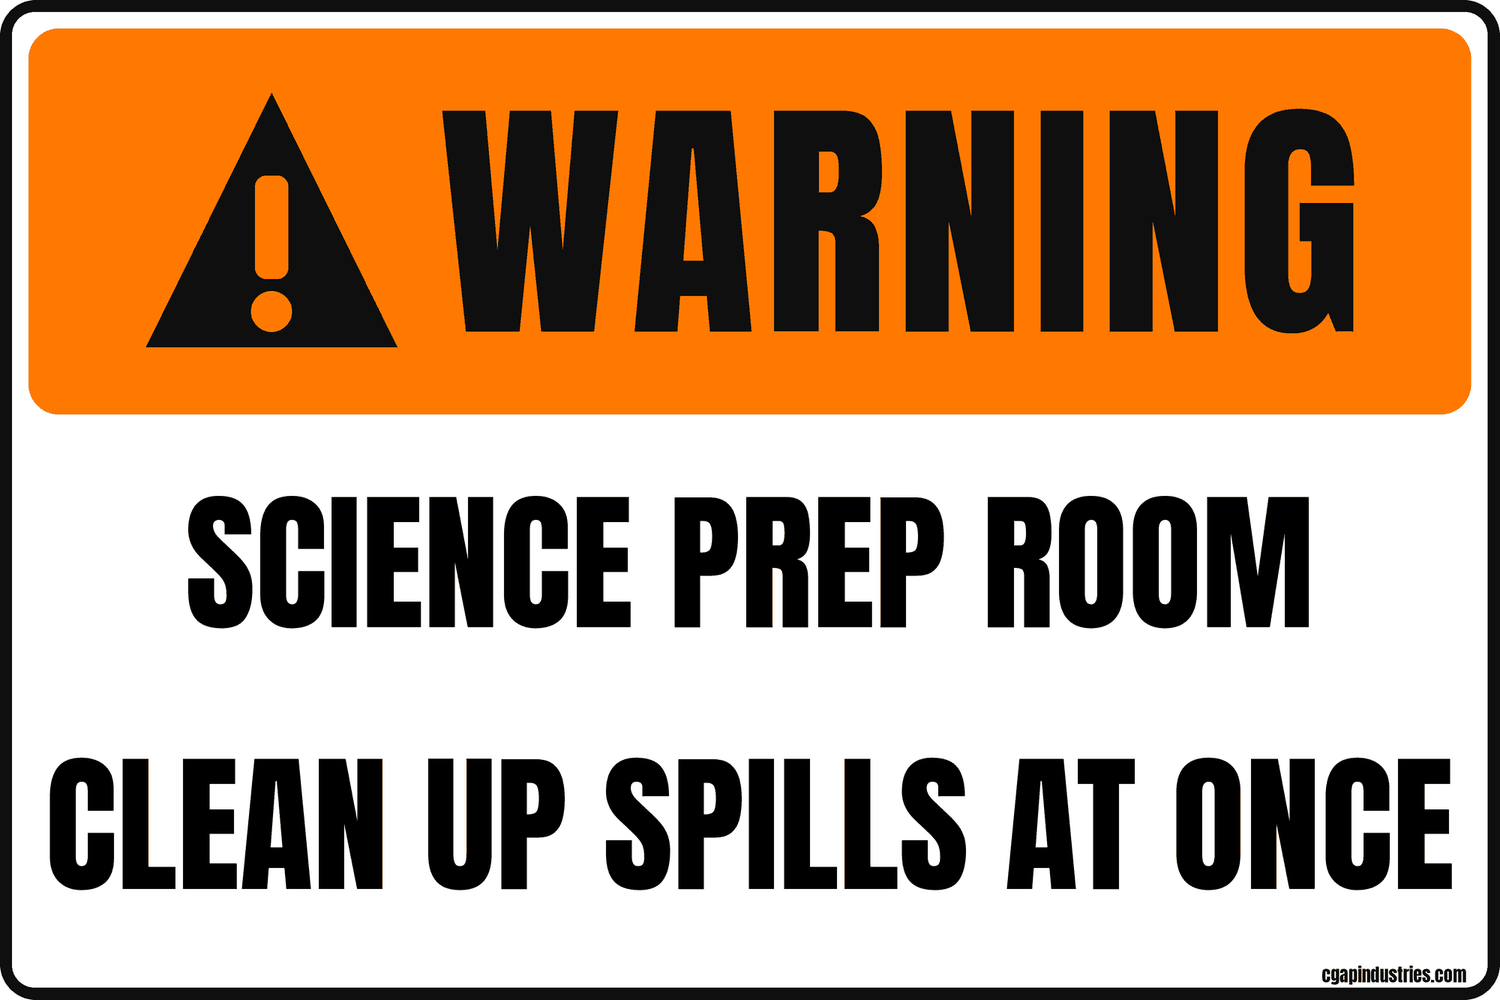 WARNING
SCIENCE PREP ROOM
CLEAN UP SPILLS AT ONCE
cgapindustries.com